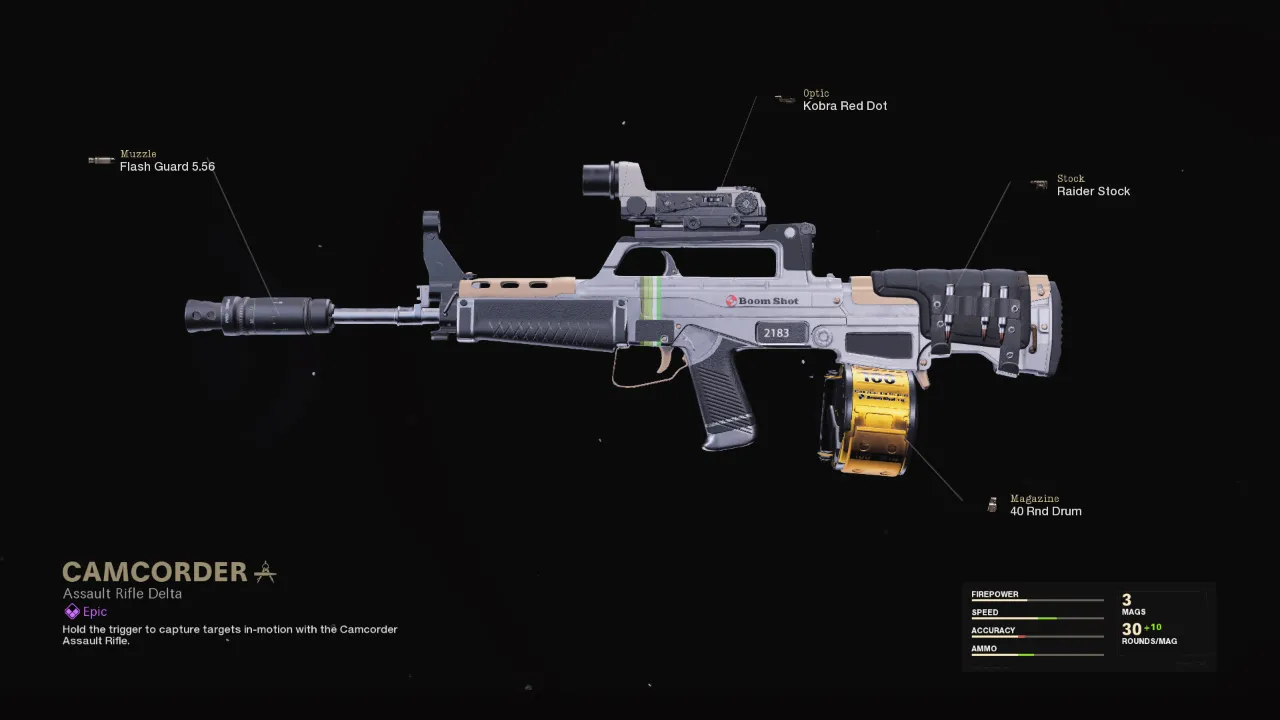 Optic
Kobra Red Dot
Muzzle
Flash Guard 5.56
Stock
Raider Stock
Boom Shot
2183
100
Magazine
40 Rnd Drum
CAMCORDER
Assault Rifle Delta
Epic
Hold the trigger to capture targets in-motion with the Camcorder
Assault Rifle.
FIREPOWER
SPEED
ACCURACY
AMMO
3
MAGS
30 +10
ROUNDS/MAG